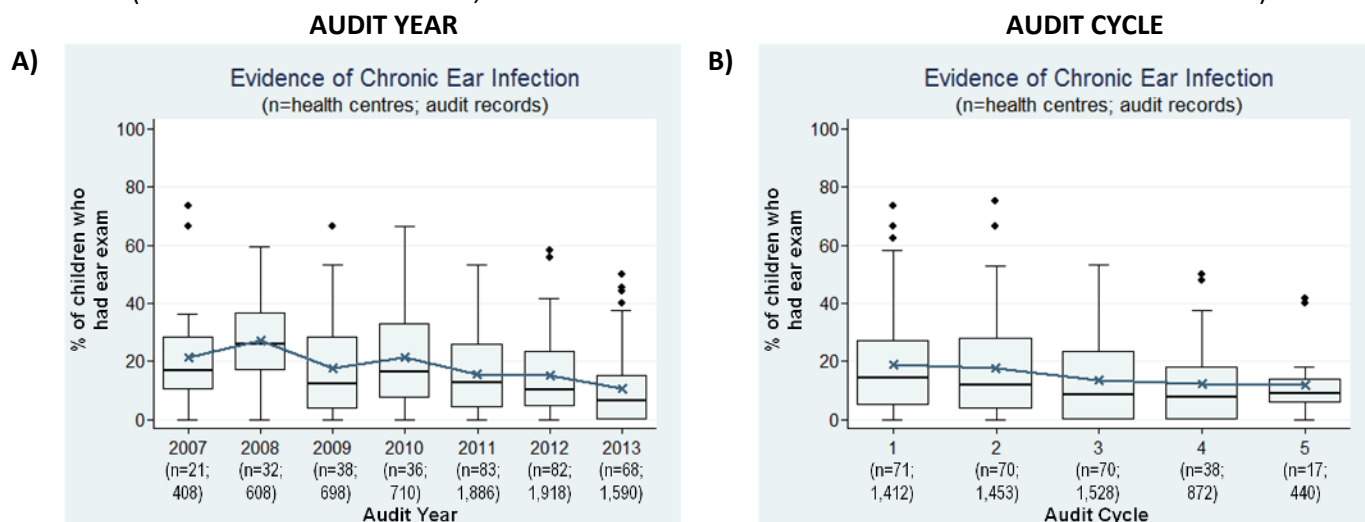 AUDIT YEAR
A)
Evidence of Chronic Ear Infection
(n=health centres; audit records)
% of children who
had ear exam
100
80
60
40
20
0
2007 2008 2009 2010 2011 2012 2013
(n=21; (n=32; (n=38; (n=36; (n=83; (n=82; (n=68;
408) 608) 698) 710) 1,886) 1,918) 1,590)
Audit Year
AUDIT CYCLE
B)
Evidence of Chronic Ear Infection
(n=health centres; audit records)
% of children who
had ear exam
100
80
60
40
20
0
1 2 3 4 5
(n=71; (n=70; (n=70; (n=38; (n=17;
1,412) 1,453) 1,528) 872) 440)
Audit Cycle